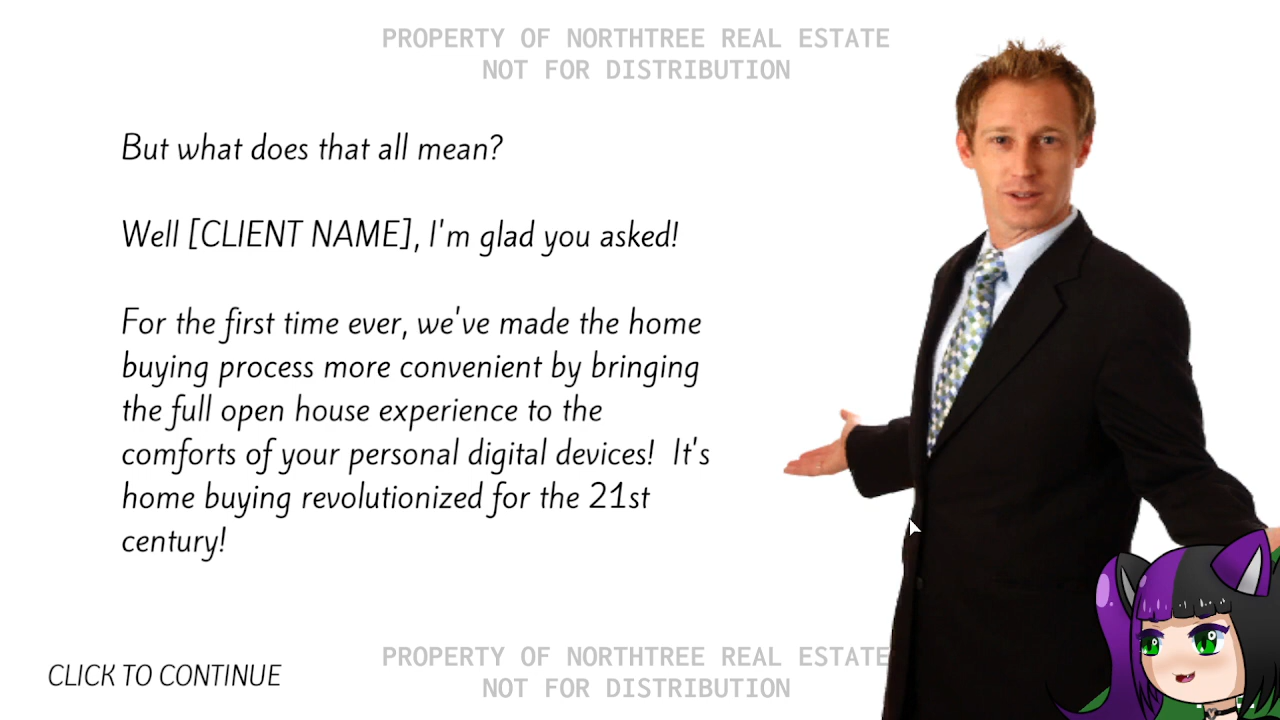 PROPERTY OF NORTHTREE REAL ESTATE
NOT FOR DISTRIBUTION
But what does that all mean?
Well [CLIENT NAME], I'm glad you asked!
For the first time ever, we've made the home
buying process more convenient by bringing
the full open house experience to the
comforts of your personal digital devices!  It's
home buying revolutionized for the 21st
century!
PROPERTY OF NORTHTREE REAL ESTATE
NOT FOR DISTRIBUTION
CLICK TO CONTINUE